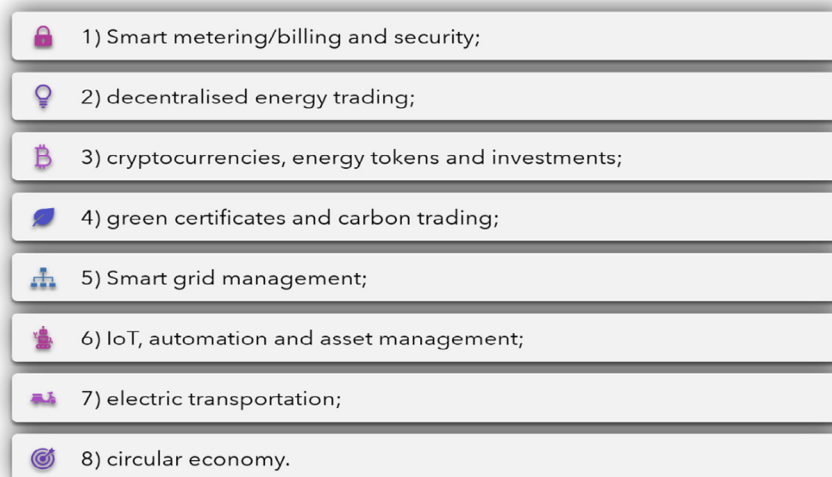 1) Smart metering/billing and security;
2) decentralised energy trading;
3) cryptocurrencies, energy tokens and investments;
4) green certificates and carbon trading;
5) Smart grid management;
6) IoT, automation and asset management;
7) electric transportation;
8) circular economy.